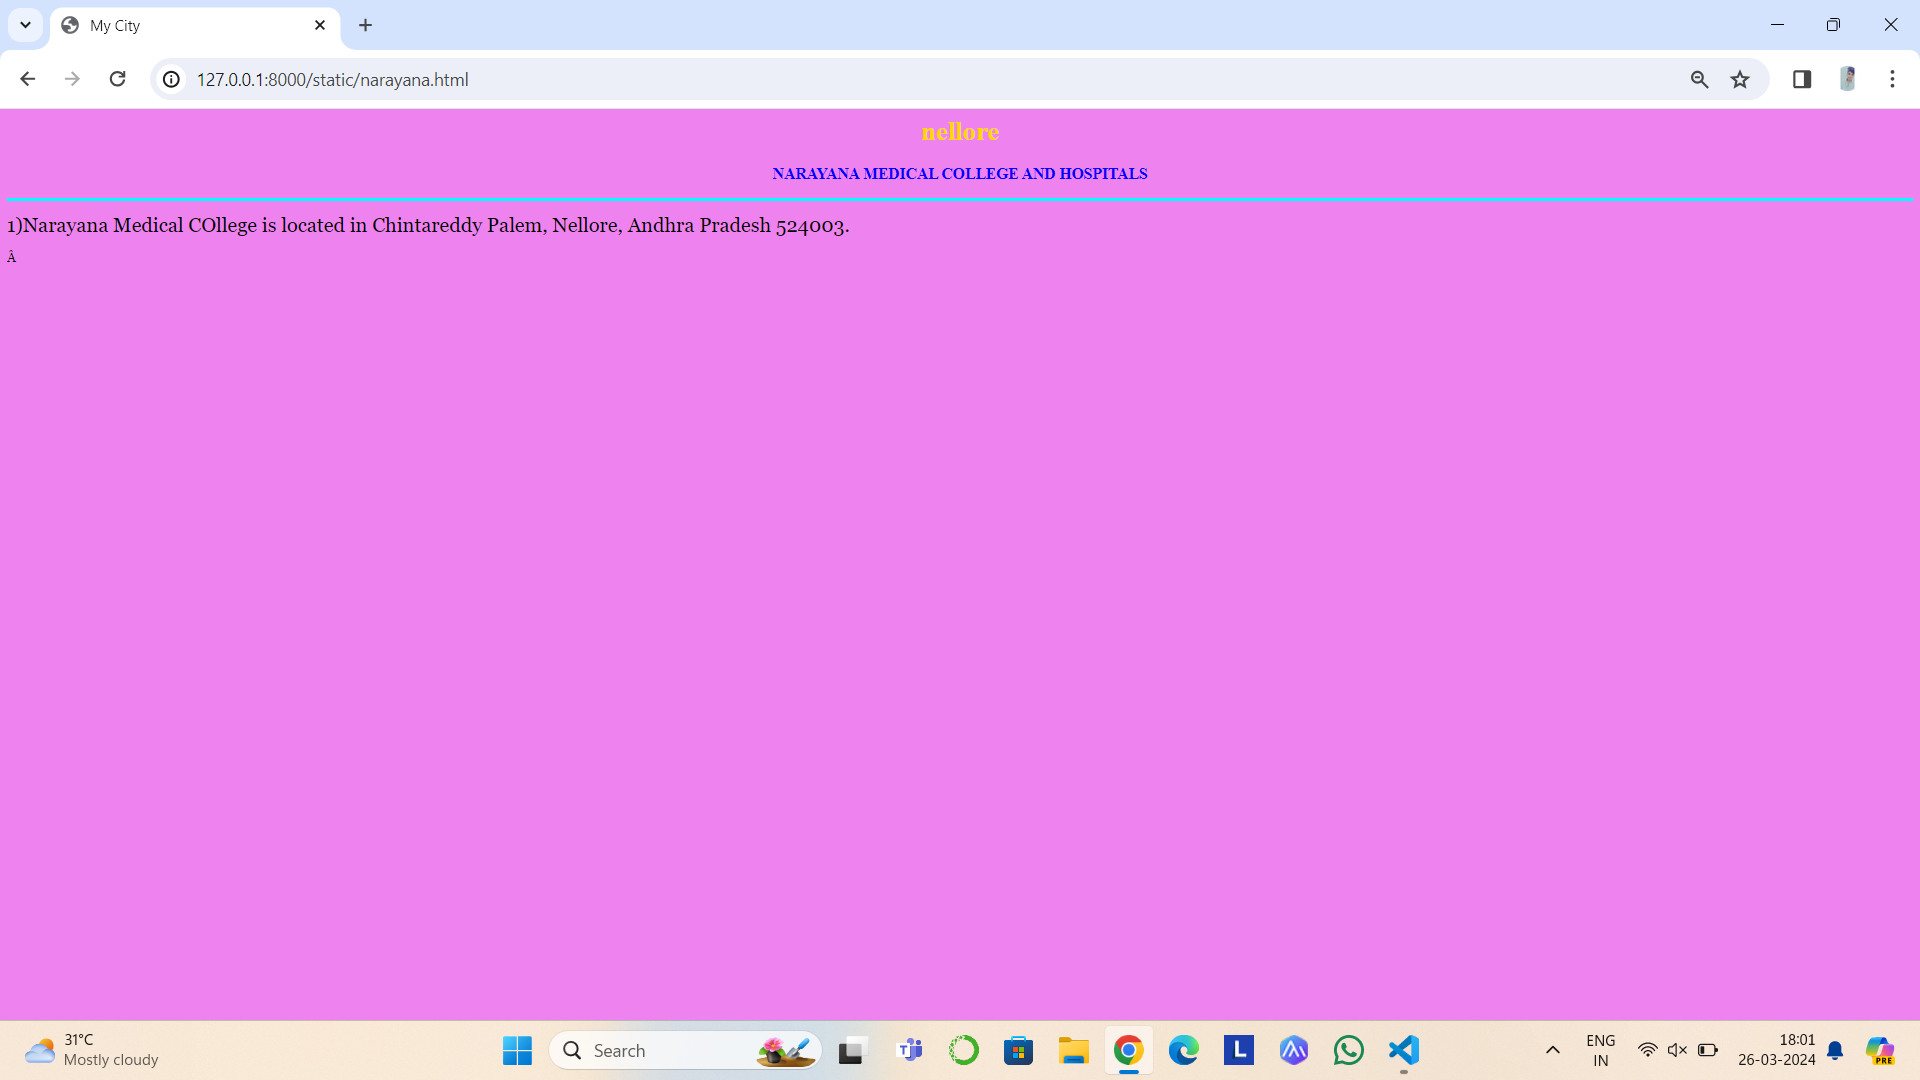 My City
127.0.0.1:8000/static/narayana.html
nellore
NARAYANA MEDICAL COLLEGE AND HOSPITALS
1)Narayana Medical COllege is located in Chintareddy Palem, Nellore, Andhra Pradesh 524003.
Â
31°C
Mostly cloudy
Search
T
L
ENG
IN
18:01
26-03-2024
PRE